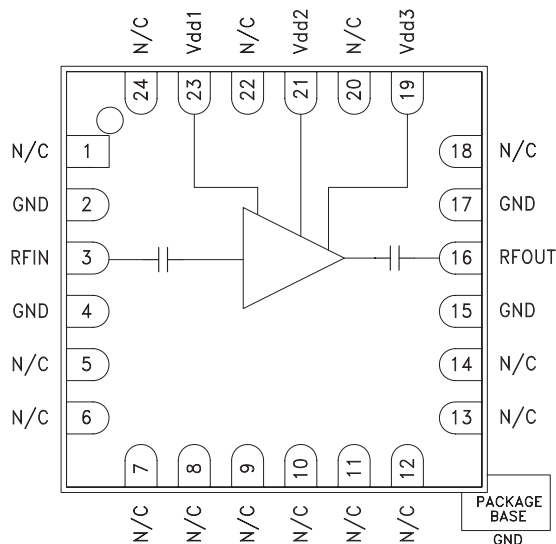 N/C
Vdd1
N/C
Vdd2
N/C
Vdd3
24
23
22
21
20
19
N/C 1
18 N/C
GND 2
17 GND
RFIN 3
16 RFOUT
GND 4
15 GND
N/C 5
14 N/C
N/C 6
13 N/C
7
8
9
10
11
12
N/C
N/C
N/C
N/C
N/C
N/C
PACKAGE
BASE
GND